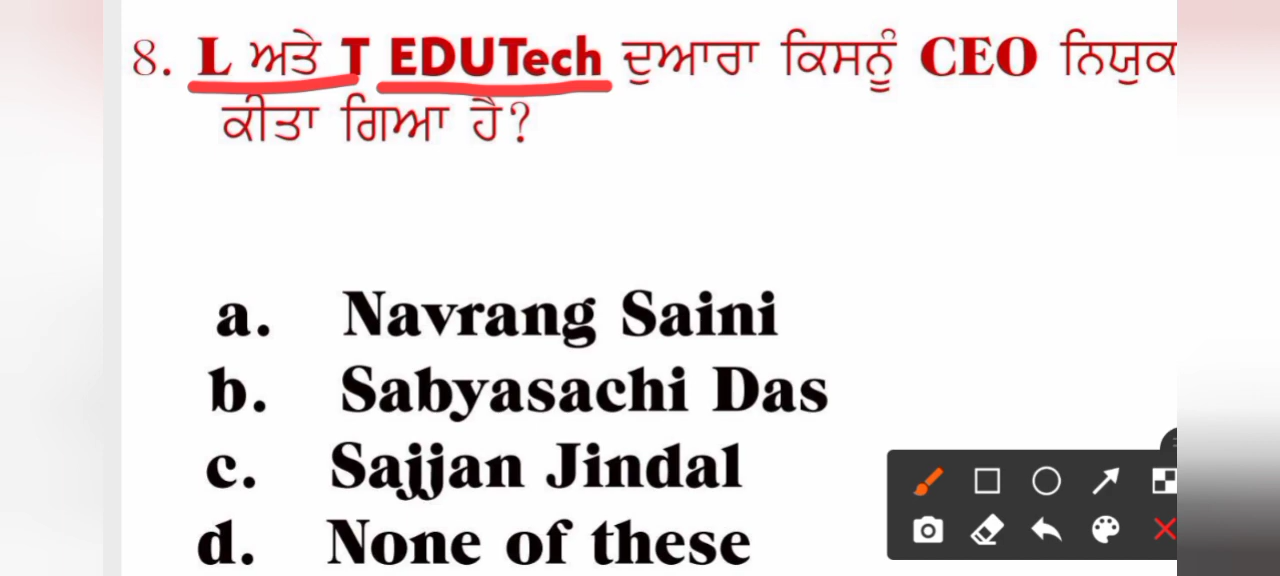 8. L ਅਤੇ T EDUTech ਦੁਆਰਾ ਕਿਸਨੂੰ CEO ਨਿਯੁਕ
ਕੀਤਾ ਗਿਆ ਹੈ?
a. Navrang Saini
b. Sabyasachi Das
c. Sajjan Jindal
d. None of these